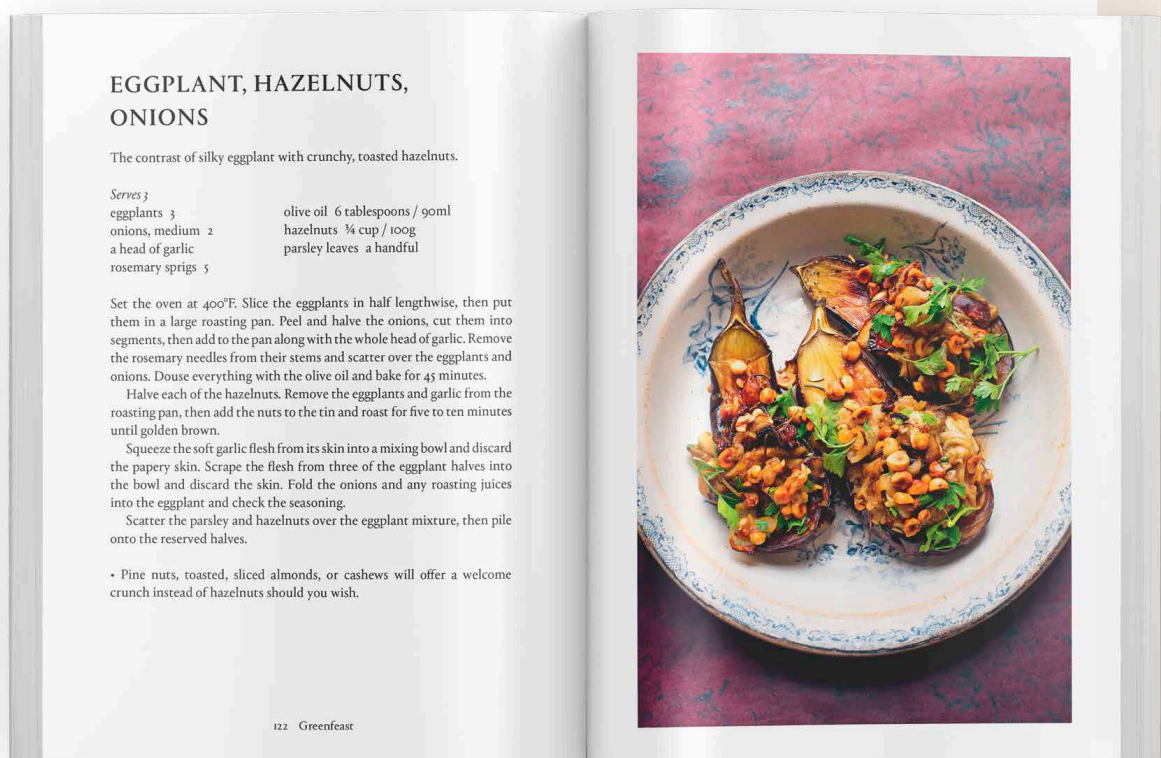 EGGPLANT, HAZELNUTS,
ONIONS
The contrast of silky eggplant with crunchy, toasted hazelnuts.
Serves 3
eggplants 3
onions, medium 2
a head of garlic
rosemary sprigs 5
olive oil 6 tablespoons / 90ml
hazelnuts ¾ cup / 100g
parsley leaves a handful
Set the oven at 400°F. Slice the eggplants in half lengthwise, then put
them in a large roasting pan. Peel and halve the onions, cut them into
segments, then add to the pan along with the whole head of garlic. Remove
the rosemary needles from their stems and scatter over the eggplants and
onions. Douse everything with the olive oil and bake for 45 minutes.
Halve each of the hazelnuts. Remove the eggplants and garlic from the
roasting pan, then add the nuts to the tin and roast for five to ten minutes
until golden brown.
Squeeze the soft garlic flesh from its skin into a mixing bowl and discard
the papery skin. Scrape the flesh from three of the eggplant halves into
the bowl and discard the skin. Fold the onions and any roasting juices
into the eggplant and check the seasoning.
Scatter the parsley and hazelnuts over the eggplant mixture, then pile
onto the reserved halves.
• Pine nuts, toasted, sliced almonds, or cashews will offer a welcome
crunch instead of hazelnuts should you wish.
122 Greenfeast